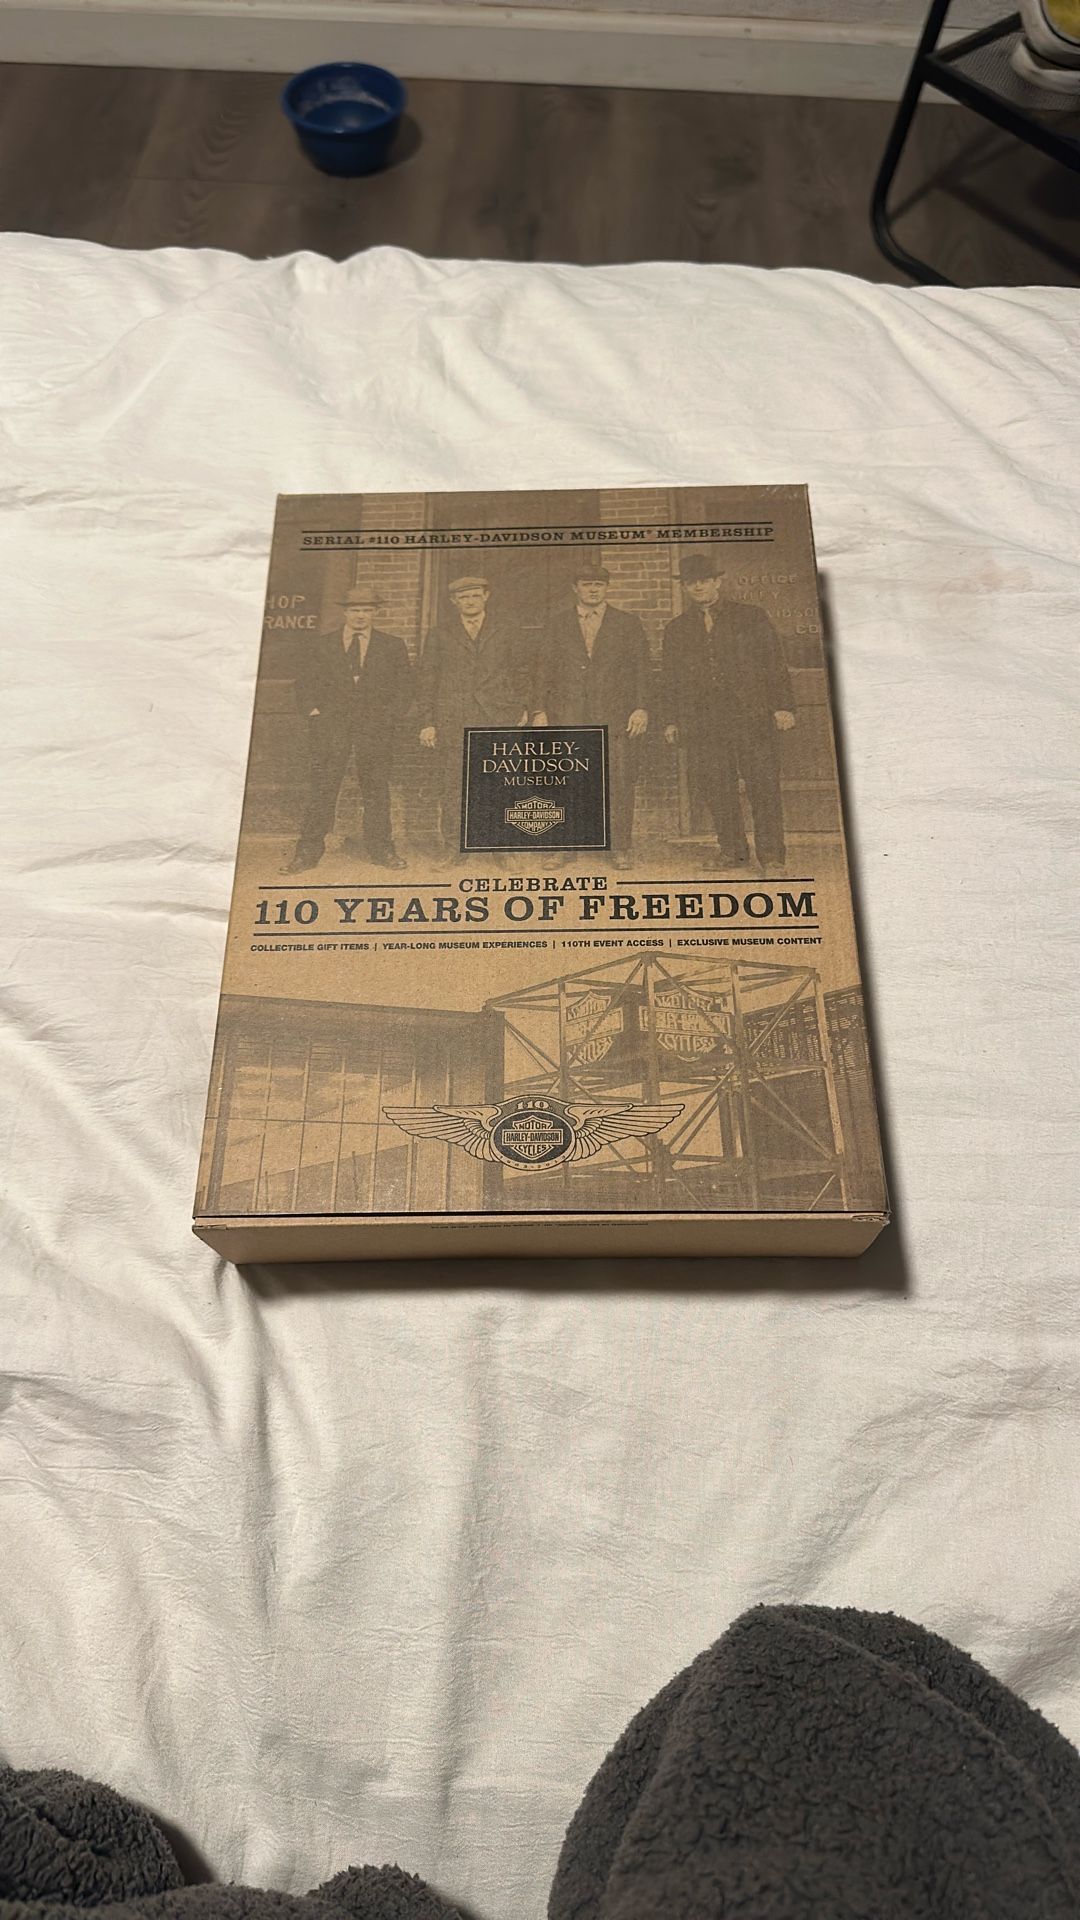 SERIAL #110 HARLEY-DAVIDSON MUSEUM® MEMBERSHIP
HOP
RANCE
OFFICE
CO
HARLEY-
DAVIDSON
MUSEUM
MOTOR
HARLEY-DAVIDSON
COMPANY
CELEBRATE
110 YEARS OF FREEDOM
COLLECTIBLE GIFT ITEMS | YEAR-LONG MUSEUM EXPERIENCES | 110TH EVENT ACCESS | EXCLUSIVE MUSEUM CONTENT
110
MOTOR
HARLEY-DAVIDSON
CYCLES